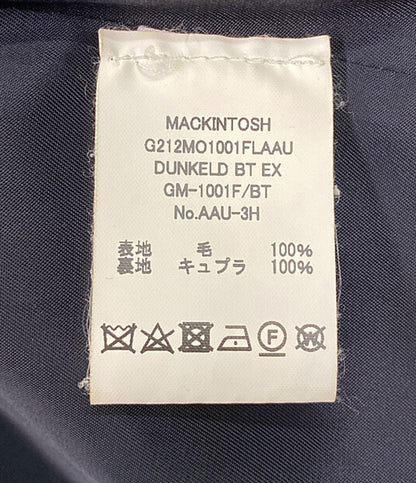 MACKINTOSH
G212MO1001FLAAU
DUNKELD BT EX
GM-1001F/BT
No.AAU-3H
表地 毛 100%
裏地 キュプラ 100%
F W